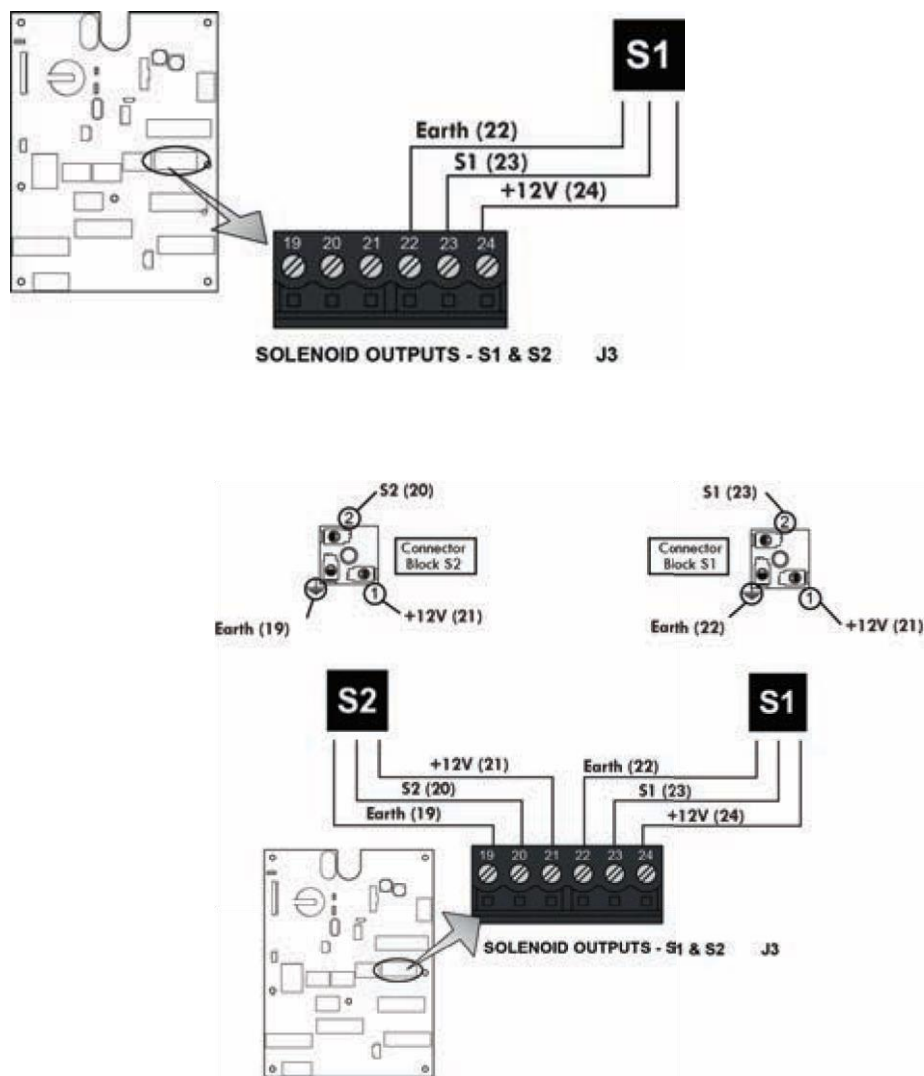 S1
Earth (22)
S1 (23)
+12V (24)
19 20 21 22 23 24
SOLENOID OUTPUTS - S1 & S2 J3
S2 (20)
2
Connector
Block S2
1
Earth (19)
+12V (21)
S1 (23)
2
Connector
Block S1
1
Earth (22)
+12V (21)
S2
S1
+12V (21)
S2 (20)
Earth (19)
Earth (22)
S1 (23)
+12V (24)
19 20 21 22 23 24
SOLENOID OUTPUTS - S1 & S2 J3